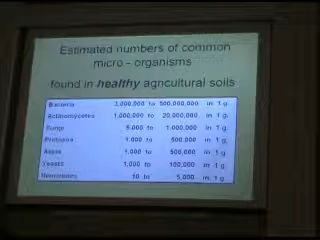 Estimated numbers of common
micro - organisms
found in healthy agricultural soils
Bacteria 3,000,000 to 500,000,000 in 1 g.
Actinomycetes 1,000,000 to 20,000,000 in 1 g.
Fungi 5,000 to 1,000,000 in 1 g.
Protozoa 1,000 to 500,000 in 1 g.
Algae 1,000 to 500,000 in 1 g.
Yeasts 1,000 to 100,000 in 1 g.
Nematodes 50 to 5,000 in 1 g.